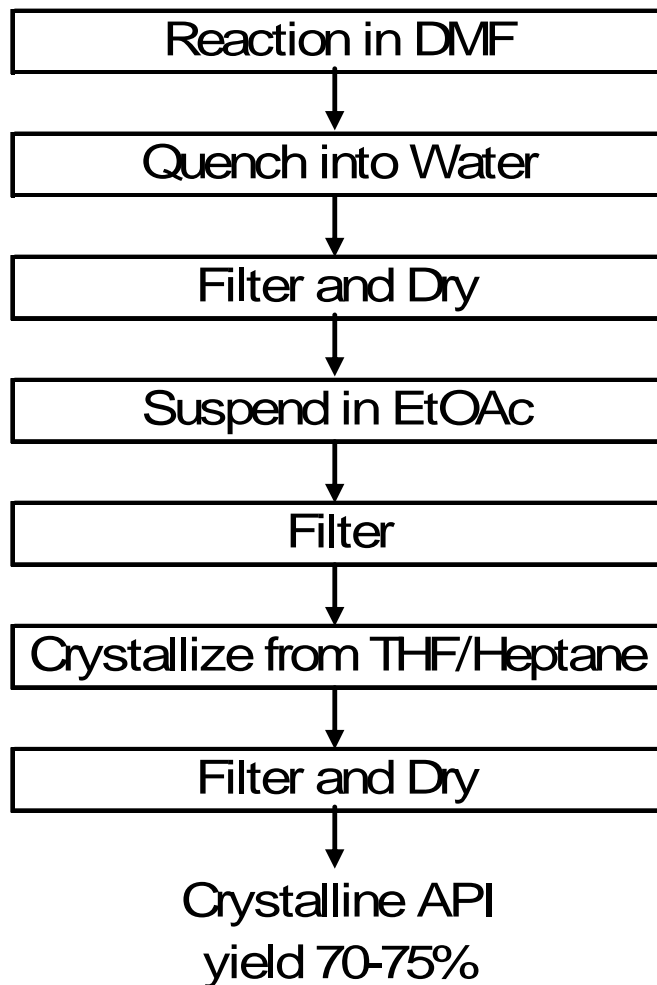 Reaction in DMF
Quench into Water
Filter and Dry
Suspend in EtOAc
Filter
Crystallize from THF/Heptane
Filter and Dry
Crystalline API
yield 70-75%